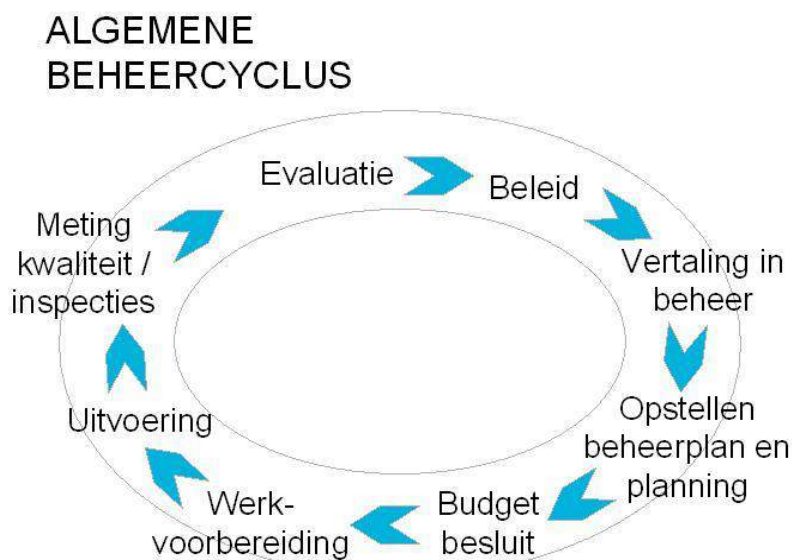 ALGEMENE
BEHEERCYCLUS
Evaluatie
Beleid
Vertaling in
beheer
Opstellen
beheerplan en
planning
Budget
besluit
Werk-
voorbereiding
Uitvoering
Meting
kwaliteit /
inspecties